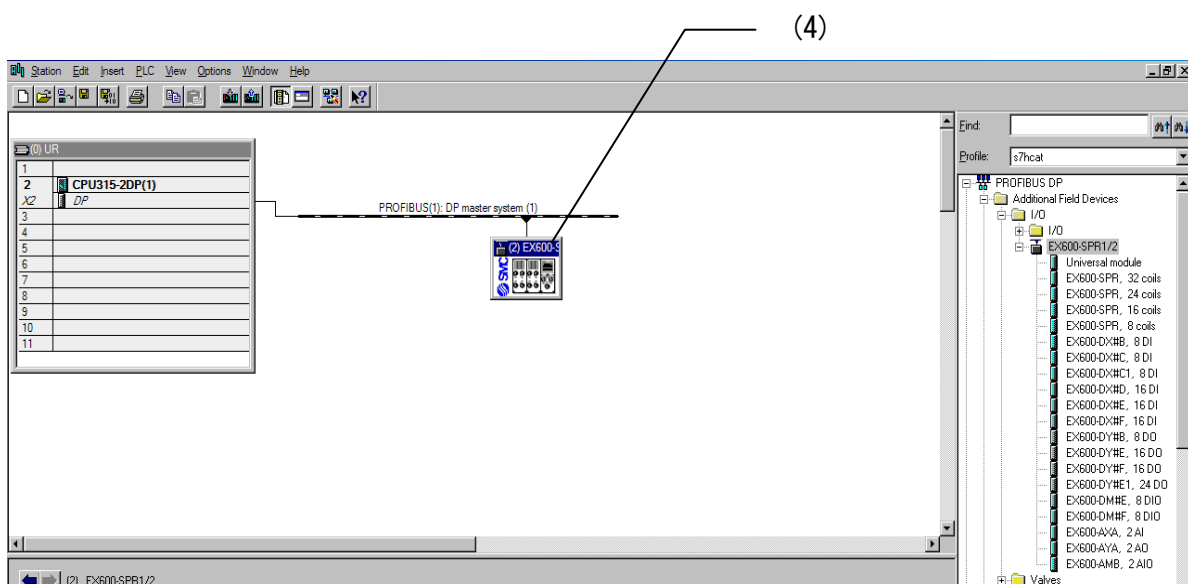 (4)
Station Edit Insert PLC View Options Window Help
(0) UR
1
2 CPU315-2DP(1)
X2 DP
3
4
5
6
7
8
9
10
11
PROFIBUS(1): DP master system (1)
(2) EX600-S
SMC
Find:
Profile: s7hcat
PROFIBUS DP
Additional Field Devices
I/O
I/O
EX600-SPR1/2
Universal module
EX600-SPR, 32 coils
EX600-SPR, 24 coils
EX600-SPR, 16 coils
EX600-SPR, 8 coils
EX600-DX#B, 8 DI
EX600-DX#C, 8 DI
EX600-DX#C1, 8 DI
EX600-DX#D, 16 DI
EX600-DX#E, 16 DI
EX600-DX#F, 16 DI
EX600-DY#B, 8 DO
EX600-DY#E, 16 DO
EX600-DY#F, 16 DO
EX600-DY#E1, 24 DO
EX600-DM#E, 8 DIO
EX600-DM#F, 8 DIO
EX600-AXA, 2 AI
EX600-AYA, 2 AO
EX600-AMB, 2 AIO
Valves
(2) EX600-SPR1/2